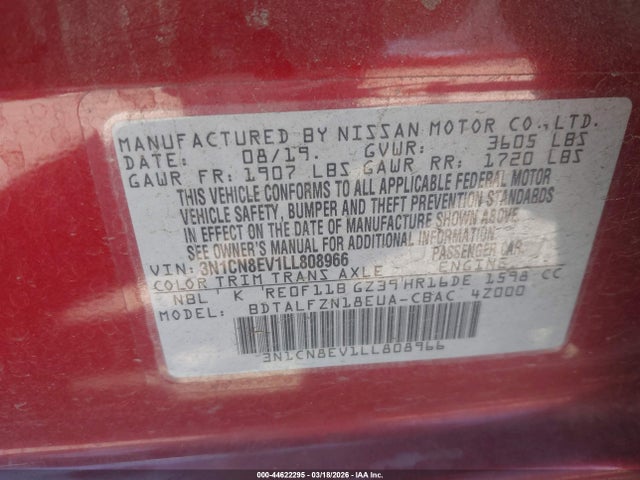 MANUFACTURED BY NISSAN MOTOR CO.,LTD.
DATE: 08/19. GVWR: 3605 LBS
GAWR FR: 1907 LBS GAWR RR: 1720 LBS
THIS VEHICLE CONFORMS TO ALL APPLICABLE FEDERAL MOTOR
VEHICLE SAFETY, BUMPER AND THEFT PREVENTION STANDARDS
IN EFFECT ON THE DATE OF MANUFACTURE SHOWN ABOVE
SEE OWNER'S MANUAL FOR ADDITIONAL INFORMATION
VIN: 3N1CN8EV1LL808966 PASSENGER CAR
COLOR TRIM TRANS AXLE ENGINE
NBL K RE0F11B GZ39 HR16DE 1598 CC
MODEL: BDTALFZN18EUA-CBAC 4Z000
3N1CN8EV1LL808966
000-44622295 | 03/18/2026 | IAA Inc.